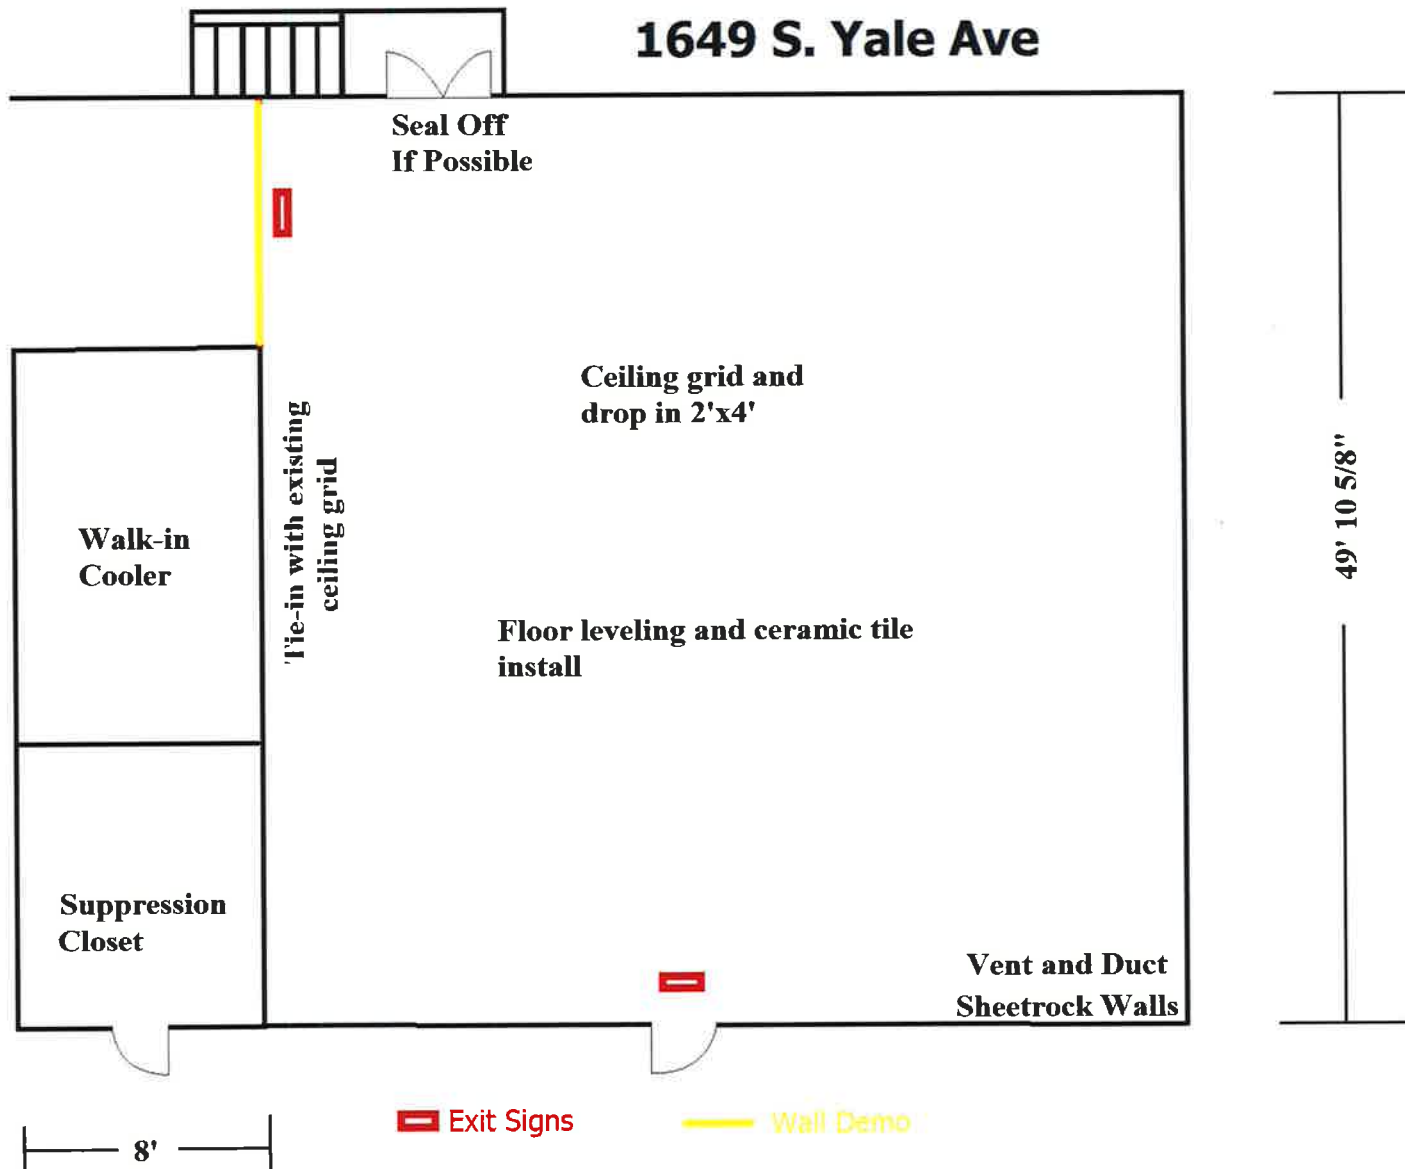 1649 S. Yale Ave
Seal Off
If Possible
Ceiling grid and
drop in 2'x4'
Tie-in with existing
ceiling grid
49' 10 5/8"
Walk-in
Cooler
Floor leveling and ceramic tile
install
Suppression
Closet
Vent and Duct
Sheetrock Walls
Exit Signs
Wall Demo
8'